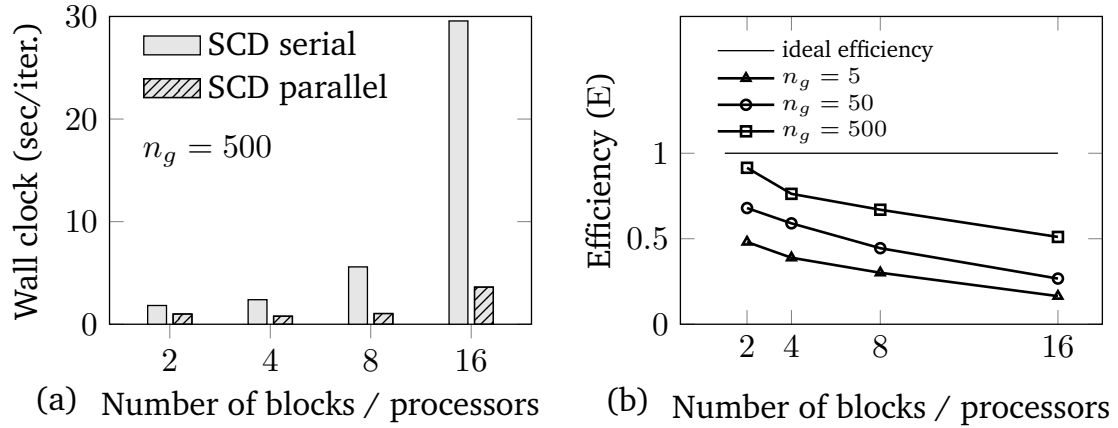 30
20
10
0
Wall clock (sec/iter.)
SCD serial
SCD parallel
n_g = 500
2 4 8 16
(a) Number of blocks / processors
1
0.5
0
Efficiency (E)
ideal efficiency
n_g = 5
n_g = 50
n_g = 500
2 4 8 16
(b) Number of blocks / processors